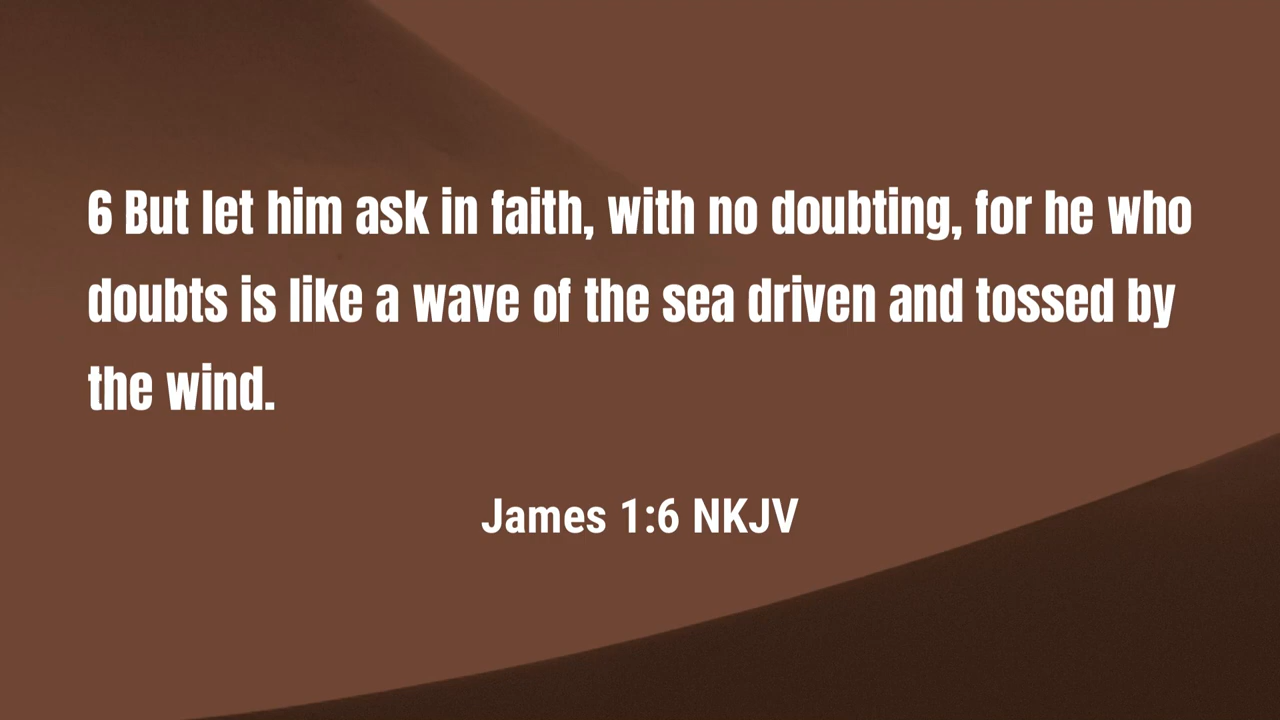 6 But let him ask in faith, with no doubting, for he who
doubts is like a wave of the sea driven and tossed by
the wind.
James 1:6 NKJV